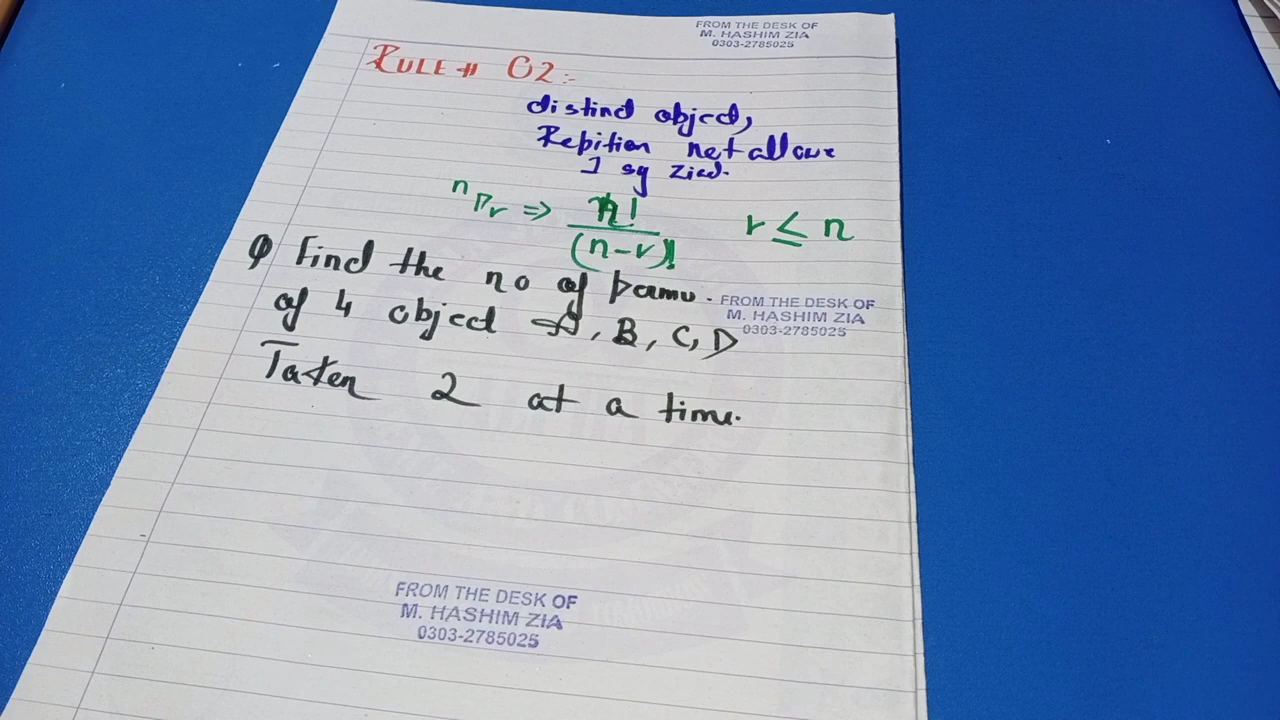 FROM THE DESK OF
M. HASHIM ZIA
0303-2785025
RULE # 02:-
distind object,
Repition not allowe
nPr ⇒ n!/(n-r)! r ≤ n
Q Find the no of permu.
of 4 object A, B, C, D
Taken 2 at a time.
FROM THE DESK OF
M. HASHIM ZIA
0303-2785025
FROM THE DESK OF
M. HASHIM ZIA
0303-2785025